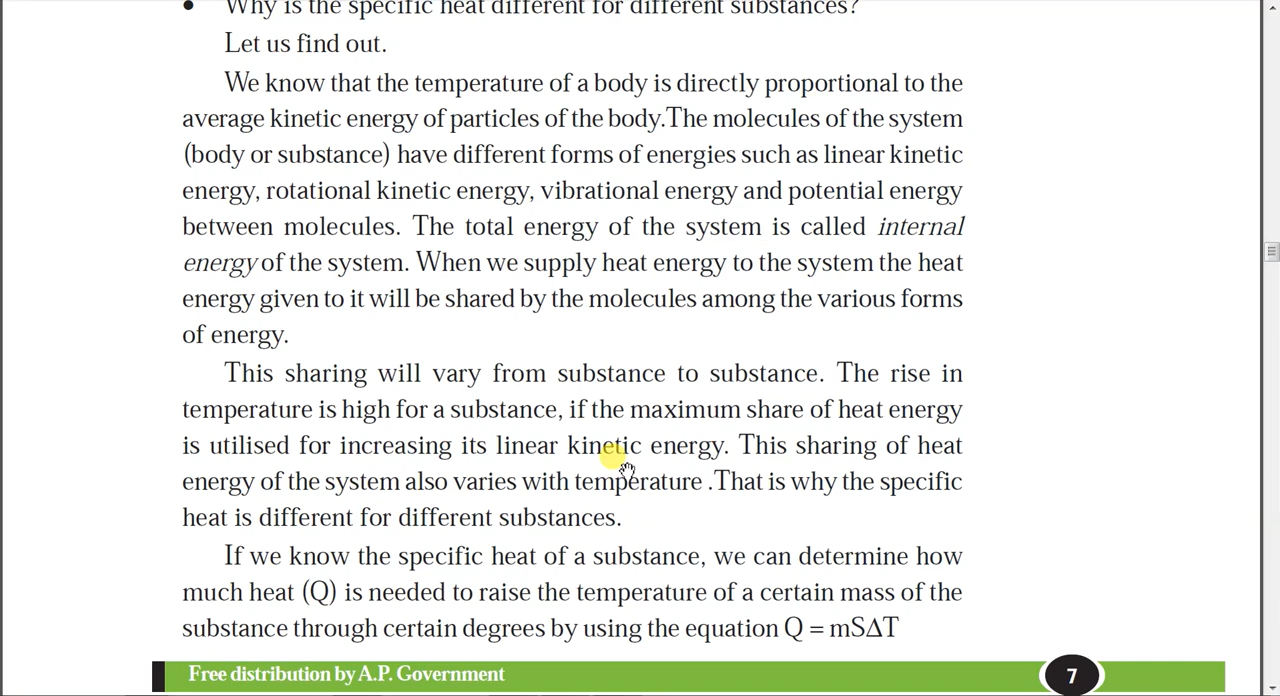 • Why is the specific heat different for different substances?
Let us find out.
We know that the temperature of a body is directly proportional to the
average kinetic energy of particles of the body.The molecules of the system
(body or substance) have different forms of energies such as linear kinetic
energy, rotational kinetic energy, vibrational energy and potential energy
between molecules. The total energy of the system is called internal
energy of the system. When we supply heat energy to the system the heat
energy given to it will be shared by the molecules among the various forms
of energy.
This sharing will vary from substance to substance. The rise in
temperature is high for a substance, if the maximum share of heat energy
is utilised for increasing its linear kinetic energy. This sharing of heat
energy of the system also varies with temperature .That is why the specific
heat is different for different substances.
If we know the specific heat of a substance, we can determine how
much heat (Q) is needed to raise the temperature of a certain mass of the
substance through certain degrees by using the equation Q = mSΔT
Free distribution by A.P. Government
7